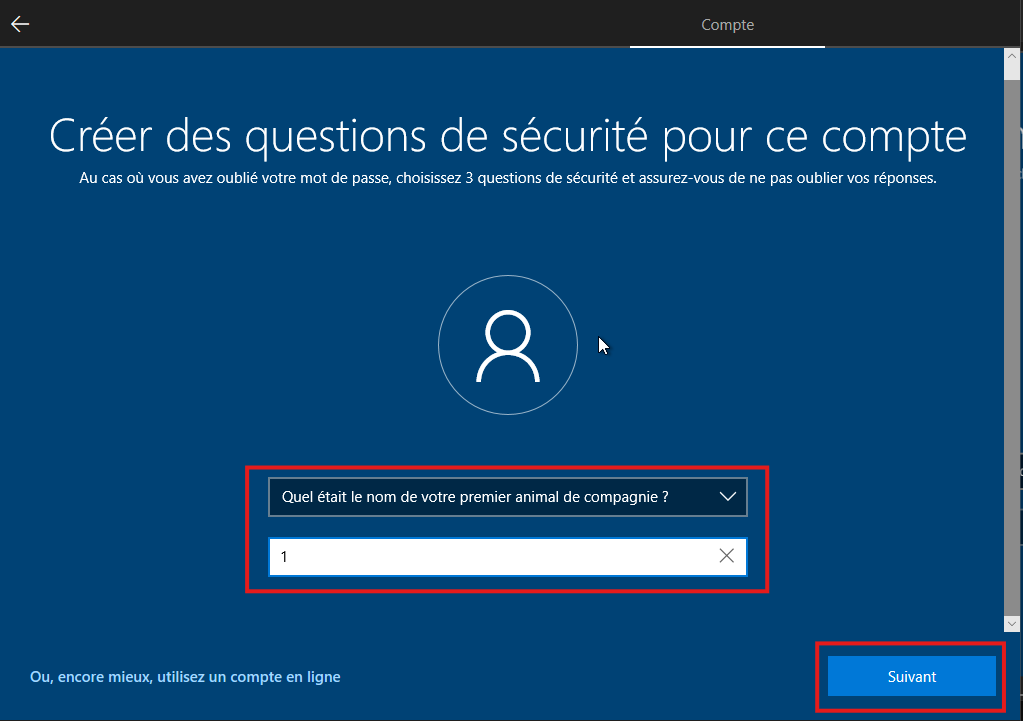 Compte
Créer des questions de sécurité pour ce compte
Au cas où vous avez oublié votre mot de passe, choisissez 3 questions de sécurité et assurez-vous de ne pas oublier vos réponses.
Quel était le nom de votre premier animal de compagnie ?
1
Ou, encore mieux, utilisez un compte en ligne
Suivant